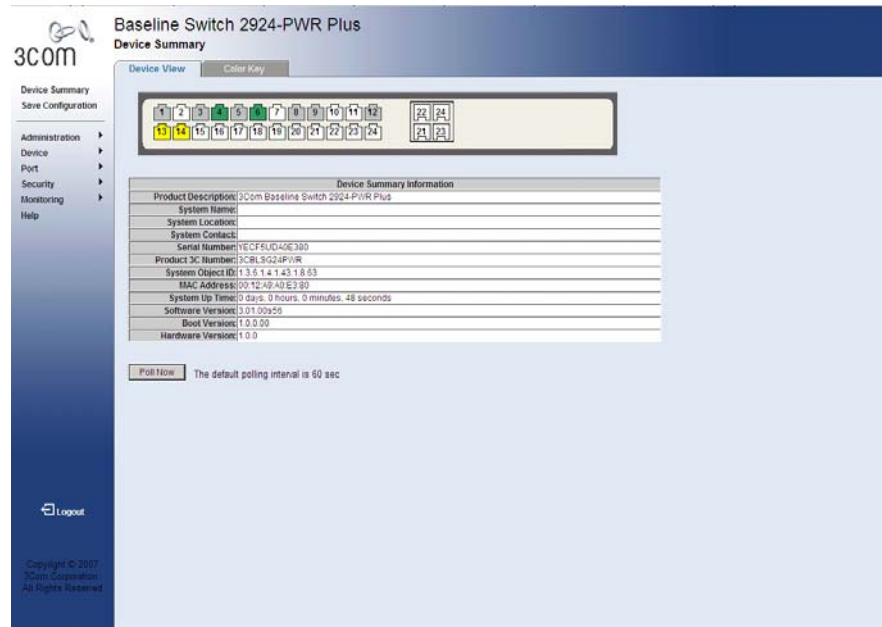 3COM
Baseline Switch 2924-PWR Plus
Device Summary
Device View
Color Key
Device Summary
Save Configuration
Administration
Device
Port
Security
Monitoring
Help
1 2 3 4 5 6 7 8 9 10 11 12
13 14 15 16 17 18 19 20 21 22 23 24
22 24
21 23
Device Summary Information
Product Description: 3Com Baseline Switch 2924-PWR Plus
System Name:
System Location:
System Contact:
Serial Number: YECF5UDA0E380
Product 3C Number: 3CBLSG24PWR
System Object ID: 1.3.6.1.4.1.43.1.8.63
MAC Address: 00:12:A9:A0:E3:80
System Up Time: 0 days, 0 hours, 0 minutes, 48 seconds
Software Version: 3.01.00s56
Boot Version: 1.0.0.00
Hardware Version: 1.0.0
Poll Now
The default polling interval is 60 sec
Logout
Copyright © 2007
3Com Corporation
All Rights Reserved